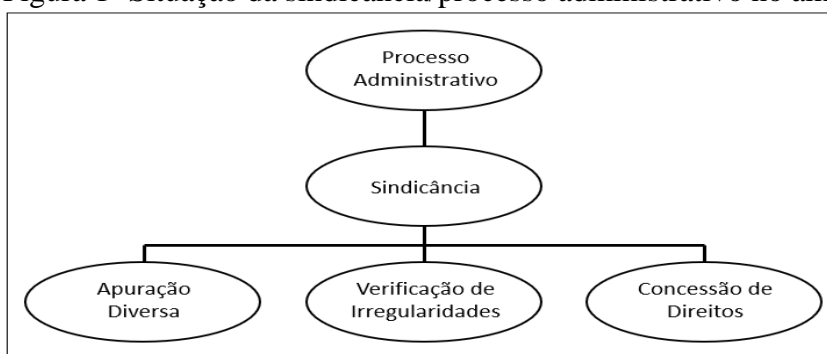 Figura 1- Situação da sindicância/processo administrativo no âm
Processo
Administrativo
Sindicância
Apuração
Diversa
Verificação de
Irregularidades
Concessão de
Direitos